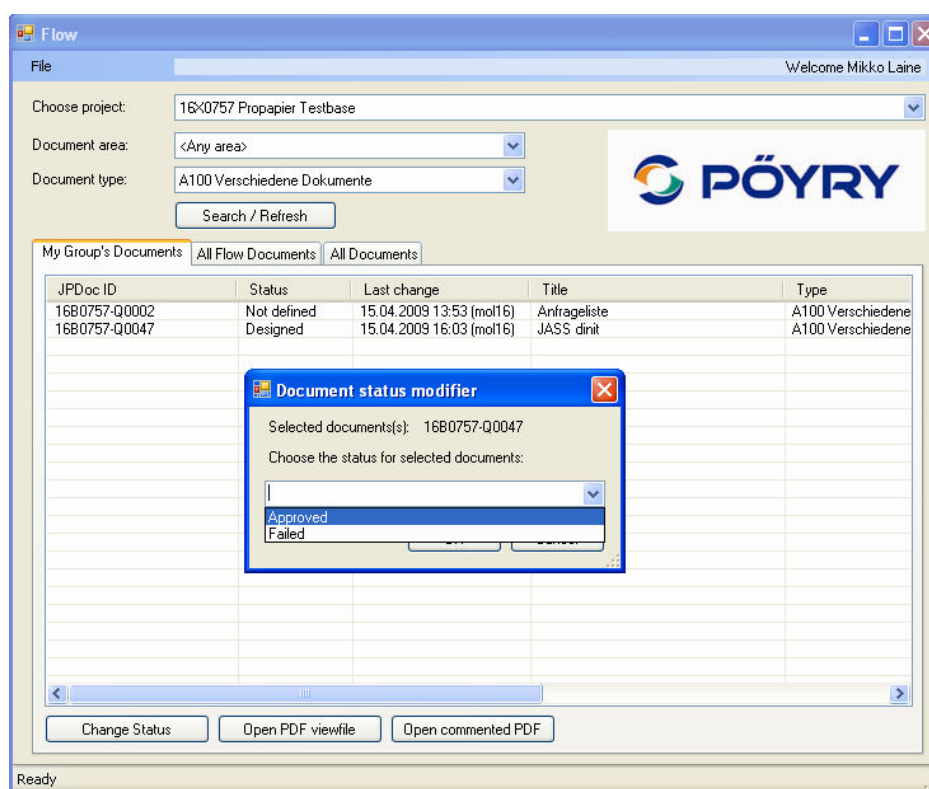 Flow
File
Welcome Mikko Laine
Choose project:
16X0757 Propapier Testbase
Document area:
<Any area>
Document type:
A100 Verschiedene Dokumente
PÖYRY
Search / Refresh
My Group's Documents All Flow Documents All Documents
JPDoc ID Status Last change Title Type
16B0757-Q0002 Not defined 15.04.2009 13:53 (mol16) Anfrageliste A100 Verschiedene
16B0757-Q0047 Designed 15.04.2009 16:03 (mol16) JASS dinit A100 Verschiedene
Document status modifier
Selected documents(s): 16B0757-Q0047
Choose the status for selected documents:
Approved
Failed
Change Status Open PDF viewfile Open commented PDF
Ready